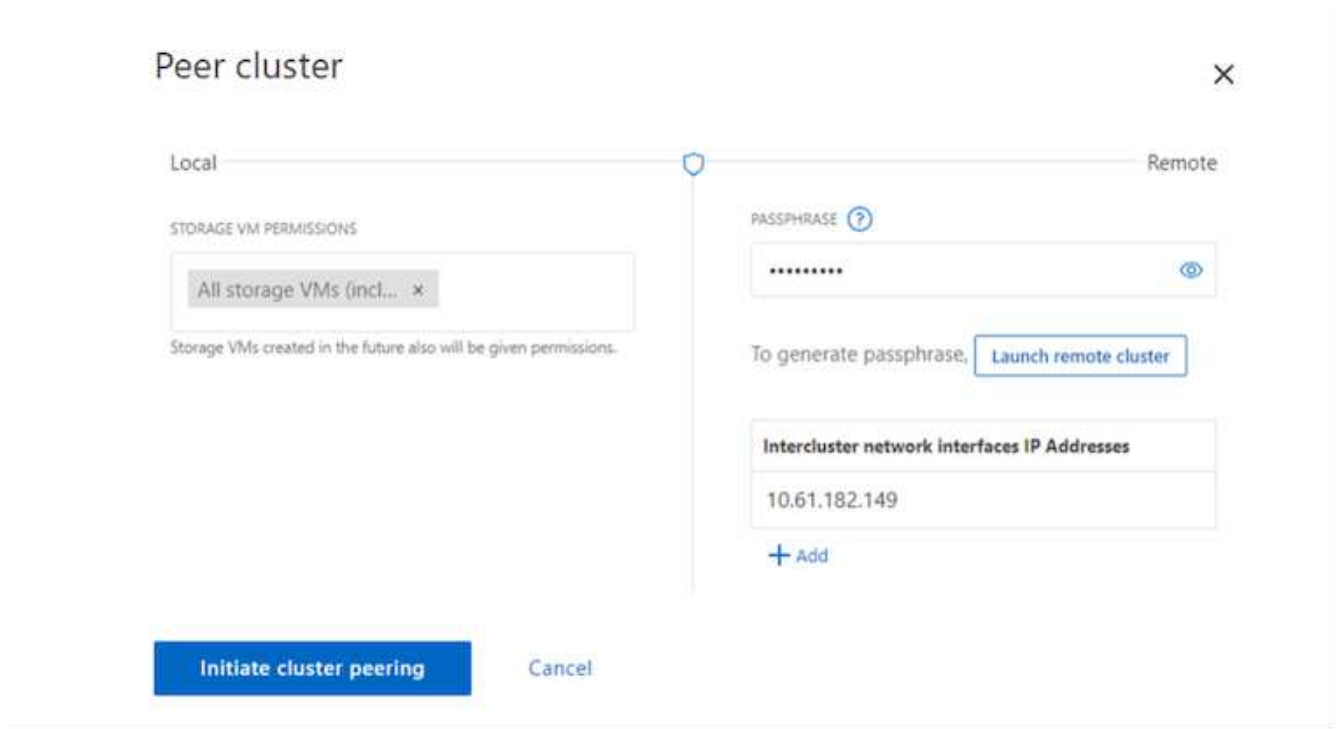 Peer cluster
Local
Remote
STORAGE VM PERMISSIONS
All storage VMs (incl... ×
Storage VMs created in the future also will be given permissions.
PASSPHRASE ?
•••••••••
To generate passphrase, Launch remote cluster
Intercluster network interfaces IP Addresses
10.61.182.149
+ Add
Initiate cluster peering
Cancel